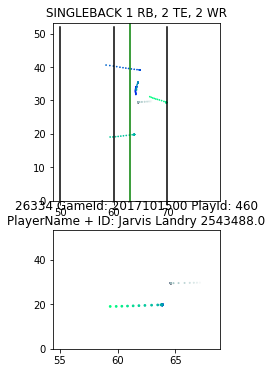 SINGLEBACK 1 RB, 2 TE, 2 WR
50
40
30
20
10
0
50 60 70
26334 GameId: 2017101500 PlayId: 460
PlayerName + ID: Jarvis Landry 2543488.0
40
20
0
55 60 65